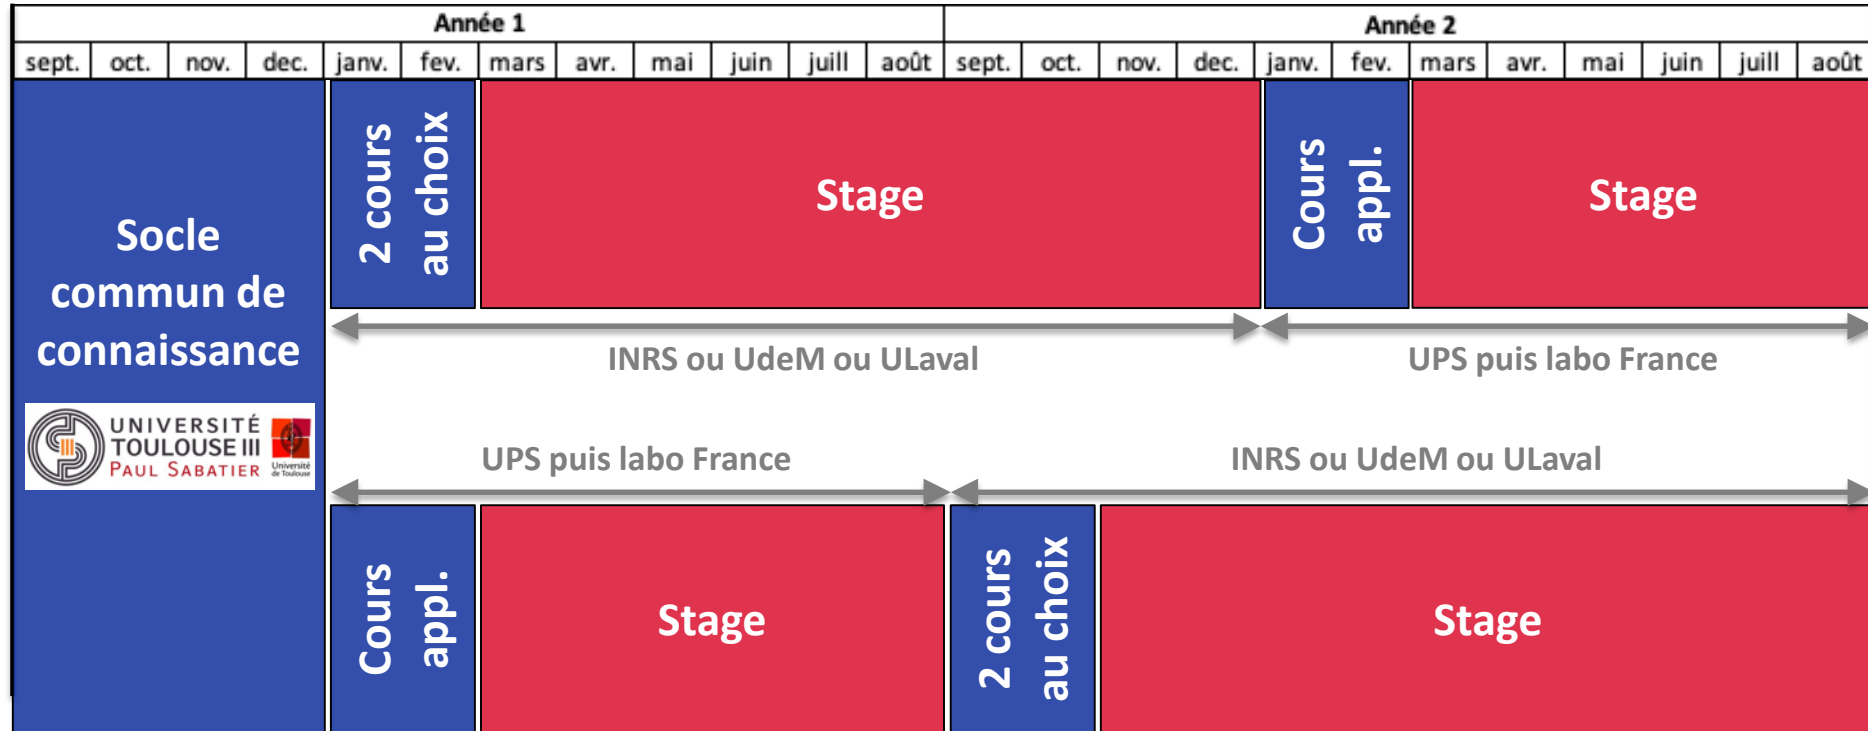 Année 1 Année 2
sept. oct. nov. dec. janv. fev. mars avr. mai juin juill août sept. oct. nov. dec. janv. fev. mars avr. mai juin juill août
Socle
commun de
connaissance
UNIVERSITÉ
TOULOUSE III
PAUL SABATIER
Université
de Toulouse
2 cours
au choix
Stage
Cours
appl.
Stage
INRS ou UdeM ou ULaval
UPS puis labo France
UPS puis labo France
INRS ou UdeM ou ULaval
Cours
appl.
Stage
2 cours
au choix
Stage